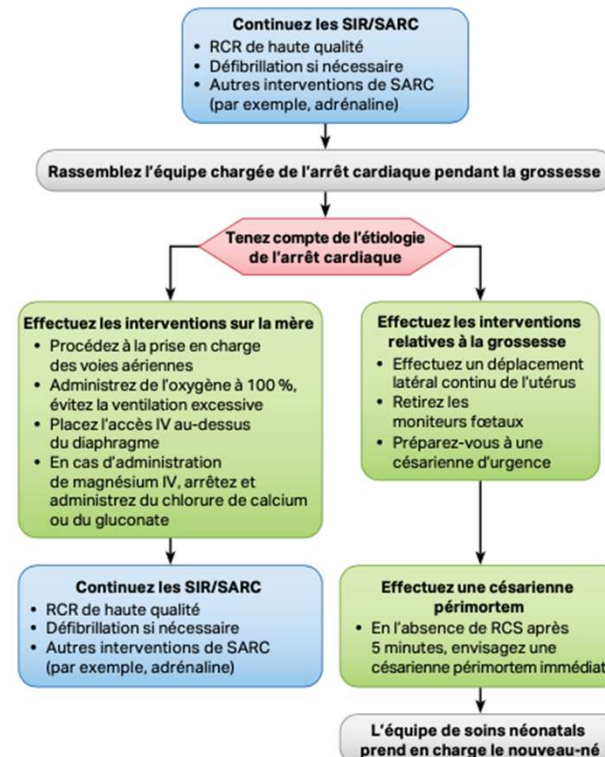 Continuez les SIR/SARC
• RCR de haute qualité
• Défibrillation si nécessaire
• Autres interventions de SARC
(par exemple, adrénaline)
Rassemblez l'équipe chargée de l'arrêt cardiaque pendant la grossesse
Tenez compte de l'étiologie
de l'arrêt cardiaque
Effectuez les interventions sur la mère
• Procédez à la prise en charge
des voies aériennes
• Administrez de l'oxygène à 100 %,
évitez la ventilation excessive
• Placez l'accès IV au-dessus
du diaphragme
• En cas d'administration
de magnésium IV, arrêtez et
administrez du chlorure de calcium
ou du gluconate
Continuez les SIR/SARC
• RCR de haute qualité
• Défibrillation si nécessaire
• Autres interventions de SARC
(par exemple, adrénaline)
Effectuez les interventions
relatives à la grossesse
• Effectuez un déplacement
latéral continu de l'utérus
• Retirez les
moniteurs fœtaux
• Préparez-vous à une
césarienne d'urgence
Effectuez une césarienne
périmortem
• En l'absence de RCS après
5 minutes, envisagez une
césarienne périmortem immédiat
L'équipe de soins néonatals
prend en charge le nouveau-né